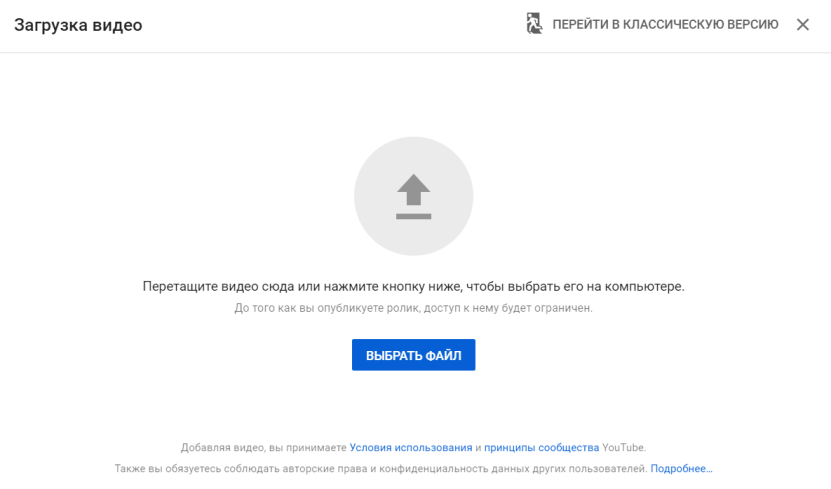 Загрузка видео
ПЕРЕЙТИ В КЛАССИЧЕСКУЮ ВЕРСИЮ
Перетащите видео сюда или нажмите кнопку ниже, чтобы выбрать его на компьютере.
До того как вы опубликуете ролик, доступ к нему будет ограничен.
ВЫБРАТЬ ФАЙЛ
Добавляя видео, вы принимаете Условия использования и принципы сообщества YouTube.
Также вы обязуетесь соблюдать авторские права и конфиденциальность данных других пользователей. Подробнее…